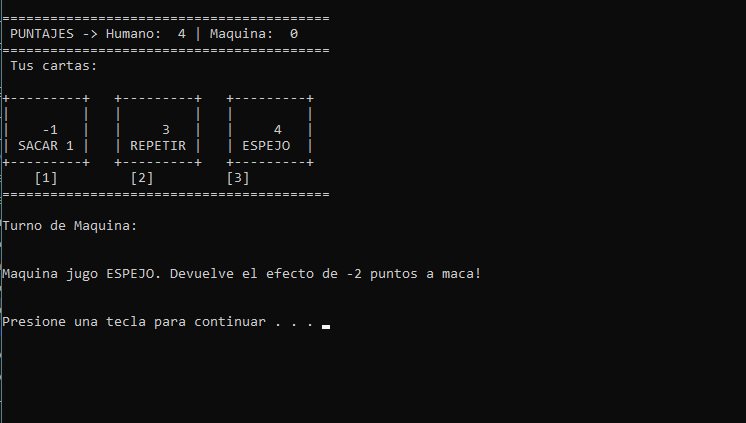 =========================================
PUNTAJES -> Humano:  4 | Maquina:  0
=========================================
Tus cartas:
+---------+   +---------+   +---------+
|         |   |         |   |         |
|    -1   |   |     3   |   |     4   |
| SACAR 1 |   | REPETIR |   | ESPEJO  |
+---------+   +---------+   +---------+
[1]         [2]         [3]
=========================================
Turno de Maquina:
Maquina jugo ESPEJO. Devuelve el efecto de -2 puntos a maca!
Presione una tecla para continuar . . .